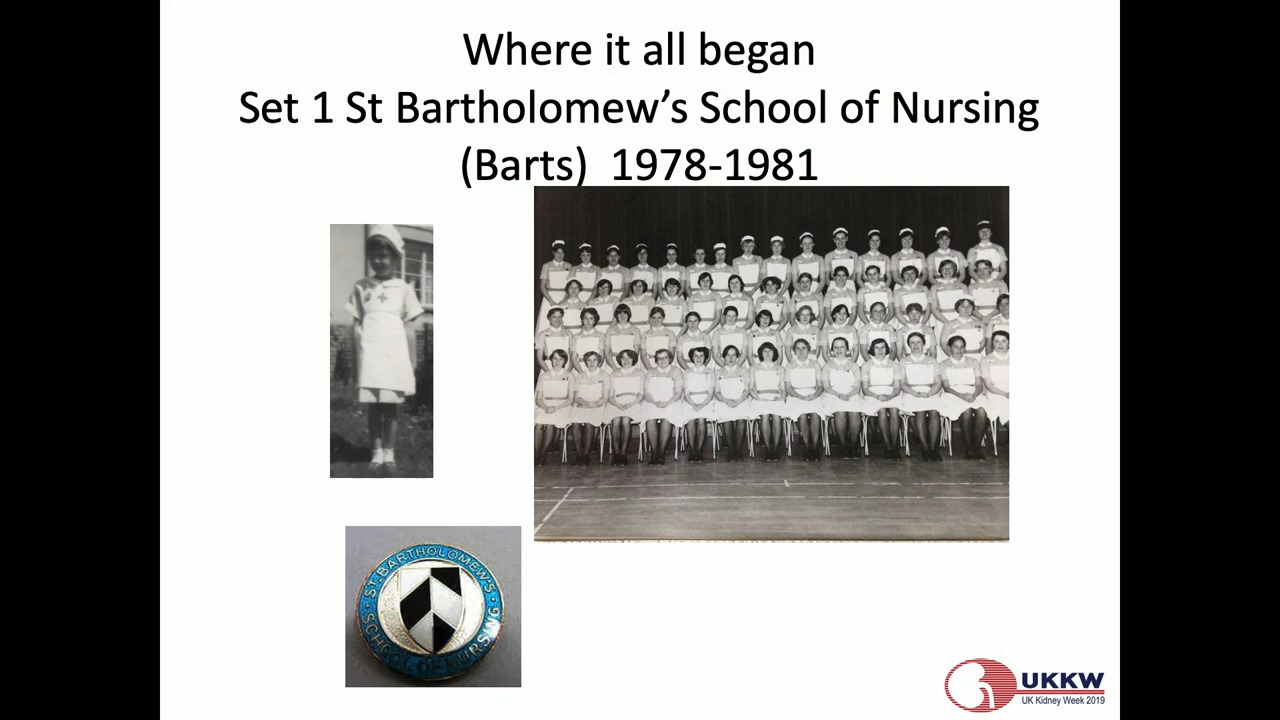 Where it all began
Set 1 St Bartholomew’s School of Nursing
(Barts)  1978-1981
ST. BARTHOLOMEW'S
SCHOOL OF NURSING
UKKW
UK Kidney Week 2019